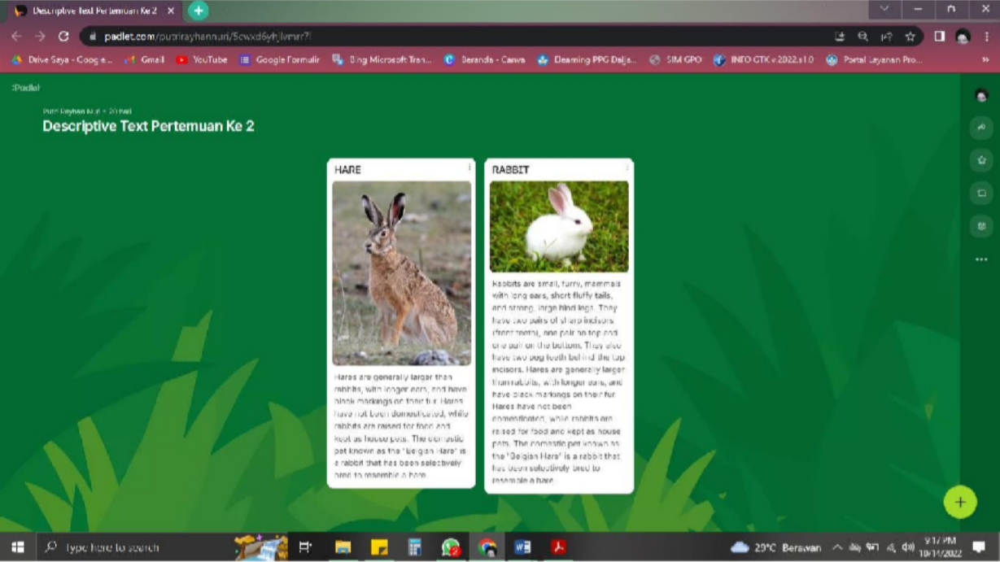 Descriptive Text Pertemuan Ke 2
padlet.com/putrirayhannuri/
Drive Saya - Google... Gmail YouTube Google Formulir Bing Microsoft Tran... Beranda - Canva Elearning PPG Dalja... SIM GPO INFO GTK v.2022.s1.0 Portal Layanan Pro...
:Padlet
Putri Rayhan Nuri + 20 hari
Descriptive Text Pertemuan Ke 2
HARE
Hares are generally larger than
rabbits, with longer ears, and have
black markings on their fur. Hares
have not been domesticated, while
rabbits are raised for food and
kept as house pets. The domestic
pet known as the "Belgian Hare" is
a rabbit that has been selectively
bred to resemble a hare.
RABBIT
Rabbits are small, furry, mammals
with long ears, short fluffy tails,
and strong, large hind legs. They
have two pairs of sharp incisors
(front teeth), one pair on top and
one pair on the bottom. They also
have two peg teeth behind the top
incisors. Hares are generally larger
than rabbits, with longer ears, and
have black markings on their fur.
Hares have not been
domesticated, while rabbits are
raised for food and kept as house
pets. The domestic pet known as
the "Belgian Hare" is a rabbit that
has been selectively bred to
resemble a hare.
Type here to search
29°C Berawan
9:17 PM
10/14/2022